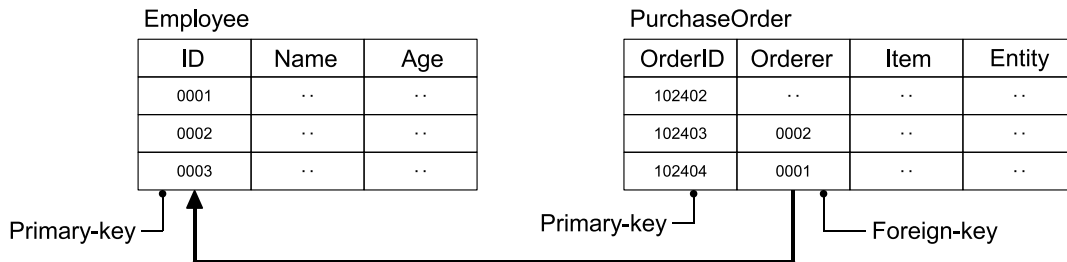 Employee
ID Name Age
0001 .. ..
0002 .. ..
0003 .. ..
PurchaseOrder
OrderID Orderer Item Entity
102402 .. .. ..
102403 0002 .. ..
102404 0001 .. ..
Primary-key
Primary-key
Foreign-key